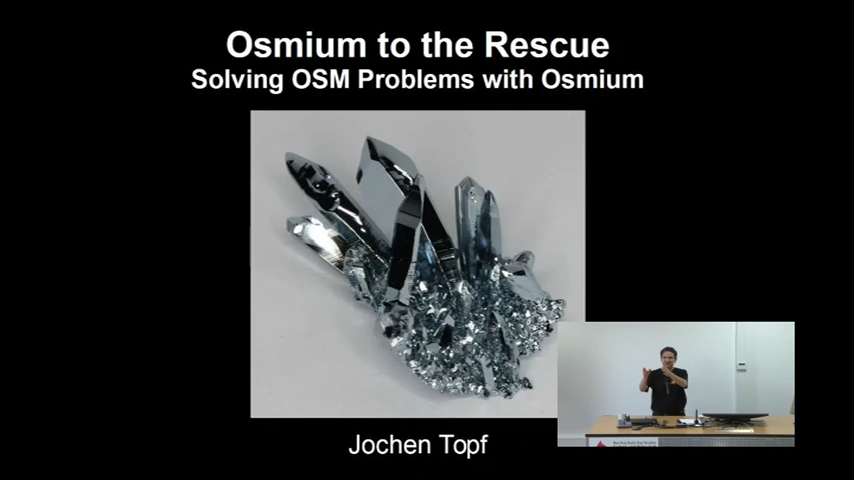 Osmium to the Rescue
Solving OSM Problems with Osmium
Jochen Topf